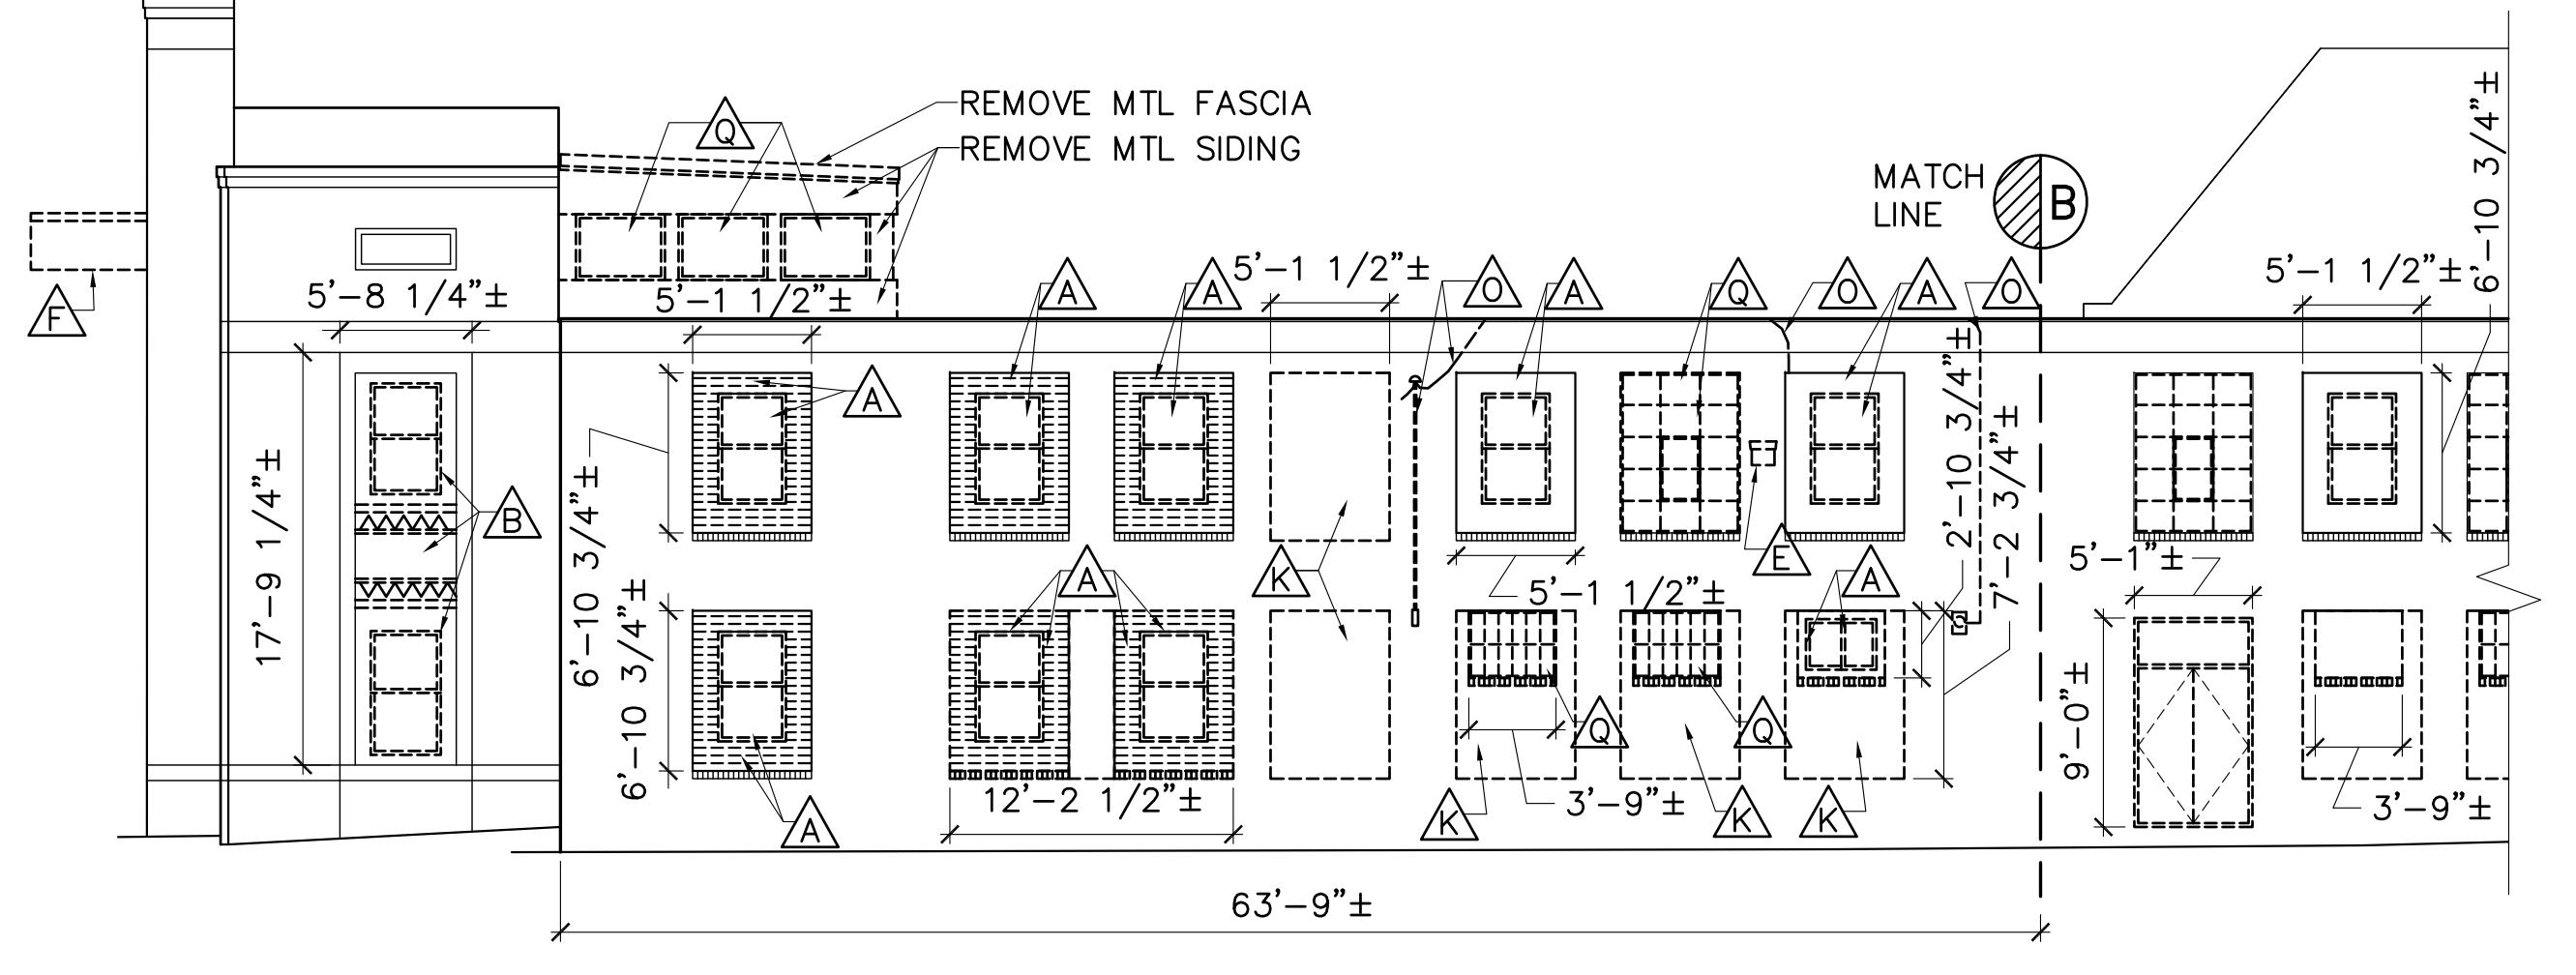 REMOVE MTL FASCIA
REMOVE MTL SIDING
Q
MATCH
LINE
B
6'-10 3/4"±
F
5'-8 1/4"±
5'-1 1/2"±
A
A
5'-1 1/2"±
O
A
Q
O
A
O
5'-1 1/2"±
A
17'-9 1/4"±
B
6'-10 3/4"±
6'-10 3/4"±
A
K
E
A
2'-10 3/4"±
7'-2 3/4"±
5'-1"±
5'-1 1/2"±
Q
Q
9'-0"±
A
12'-2 1/2"±
K
3'-9"±
K
K
3'-9"±
63'-9"±